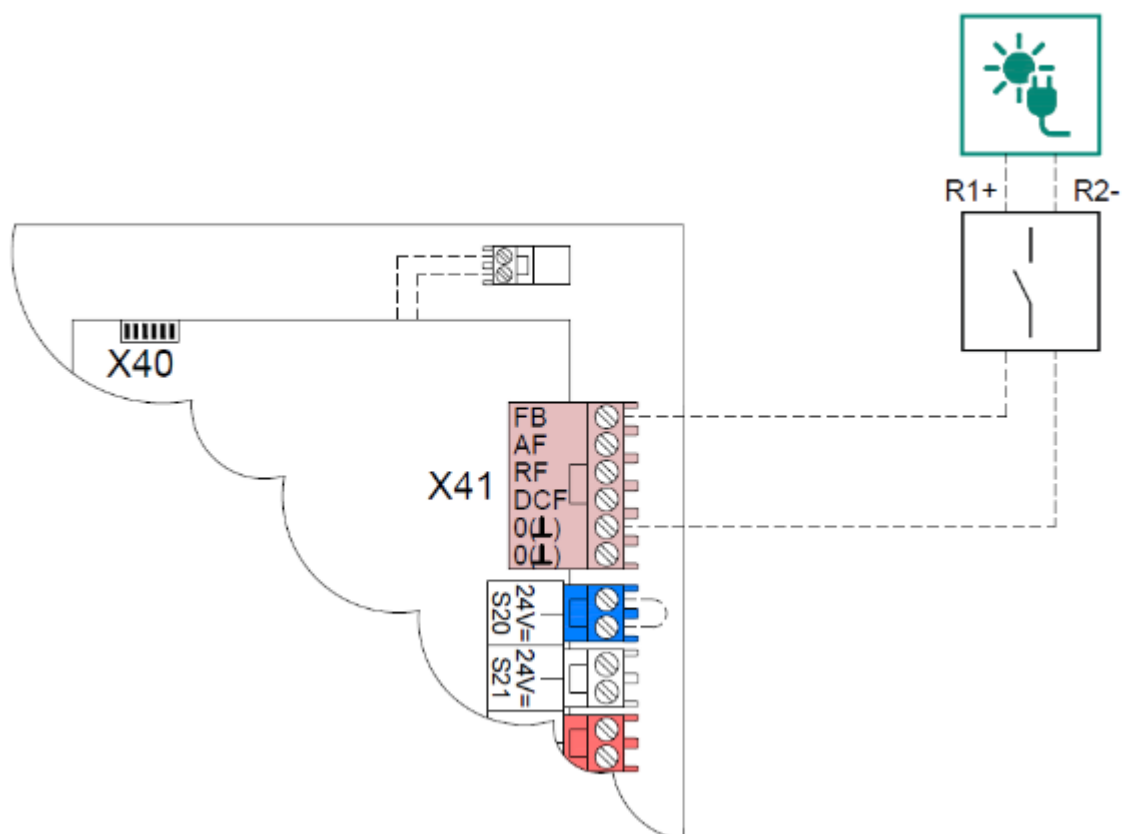 R1+ R2-
X40
X41
FB
AF
RF
DCF
0(⊥)
0(⊥)
24V=
S20
24V=
S21